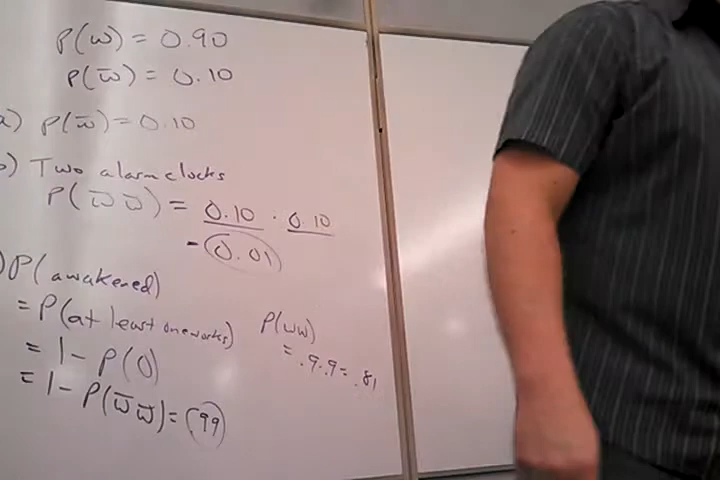 P(w) = 0.90
P(w̅) = 0.10
a) P(w̅) = 0.10
b) Two alarm clocks
P(w̅ w̅) = 0.10 · 0.10
= 0.01
) P(awakened)
= P(at least one works)
= 1 - P(0)
= 1 - P(w̅ w̅) = .99
P(ww)
= .9 · .9 = .81